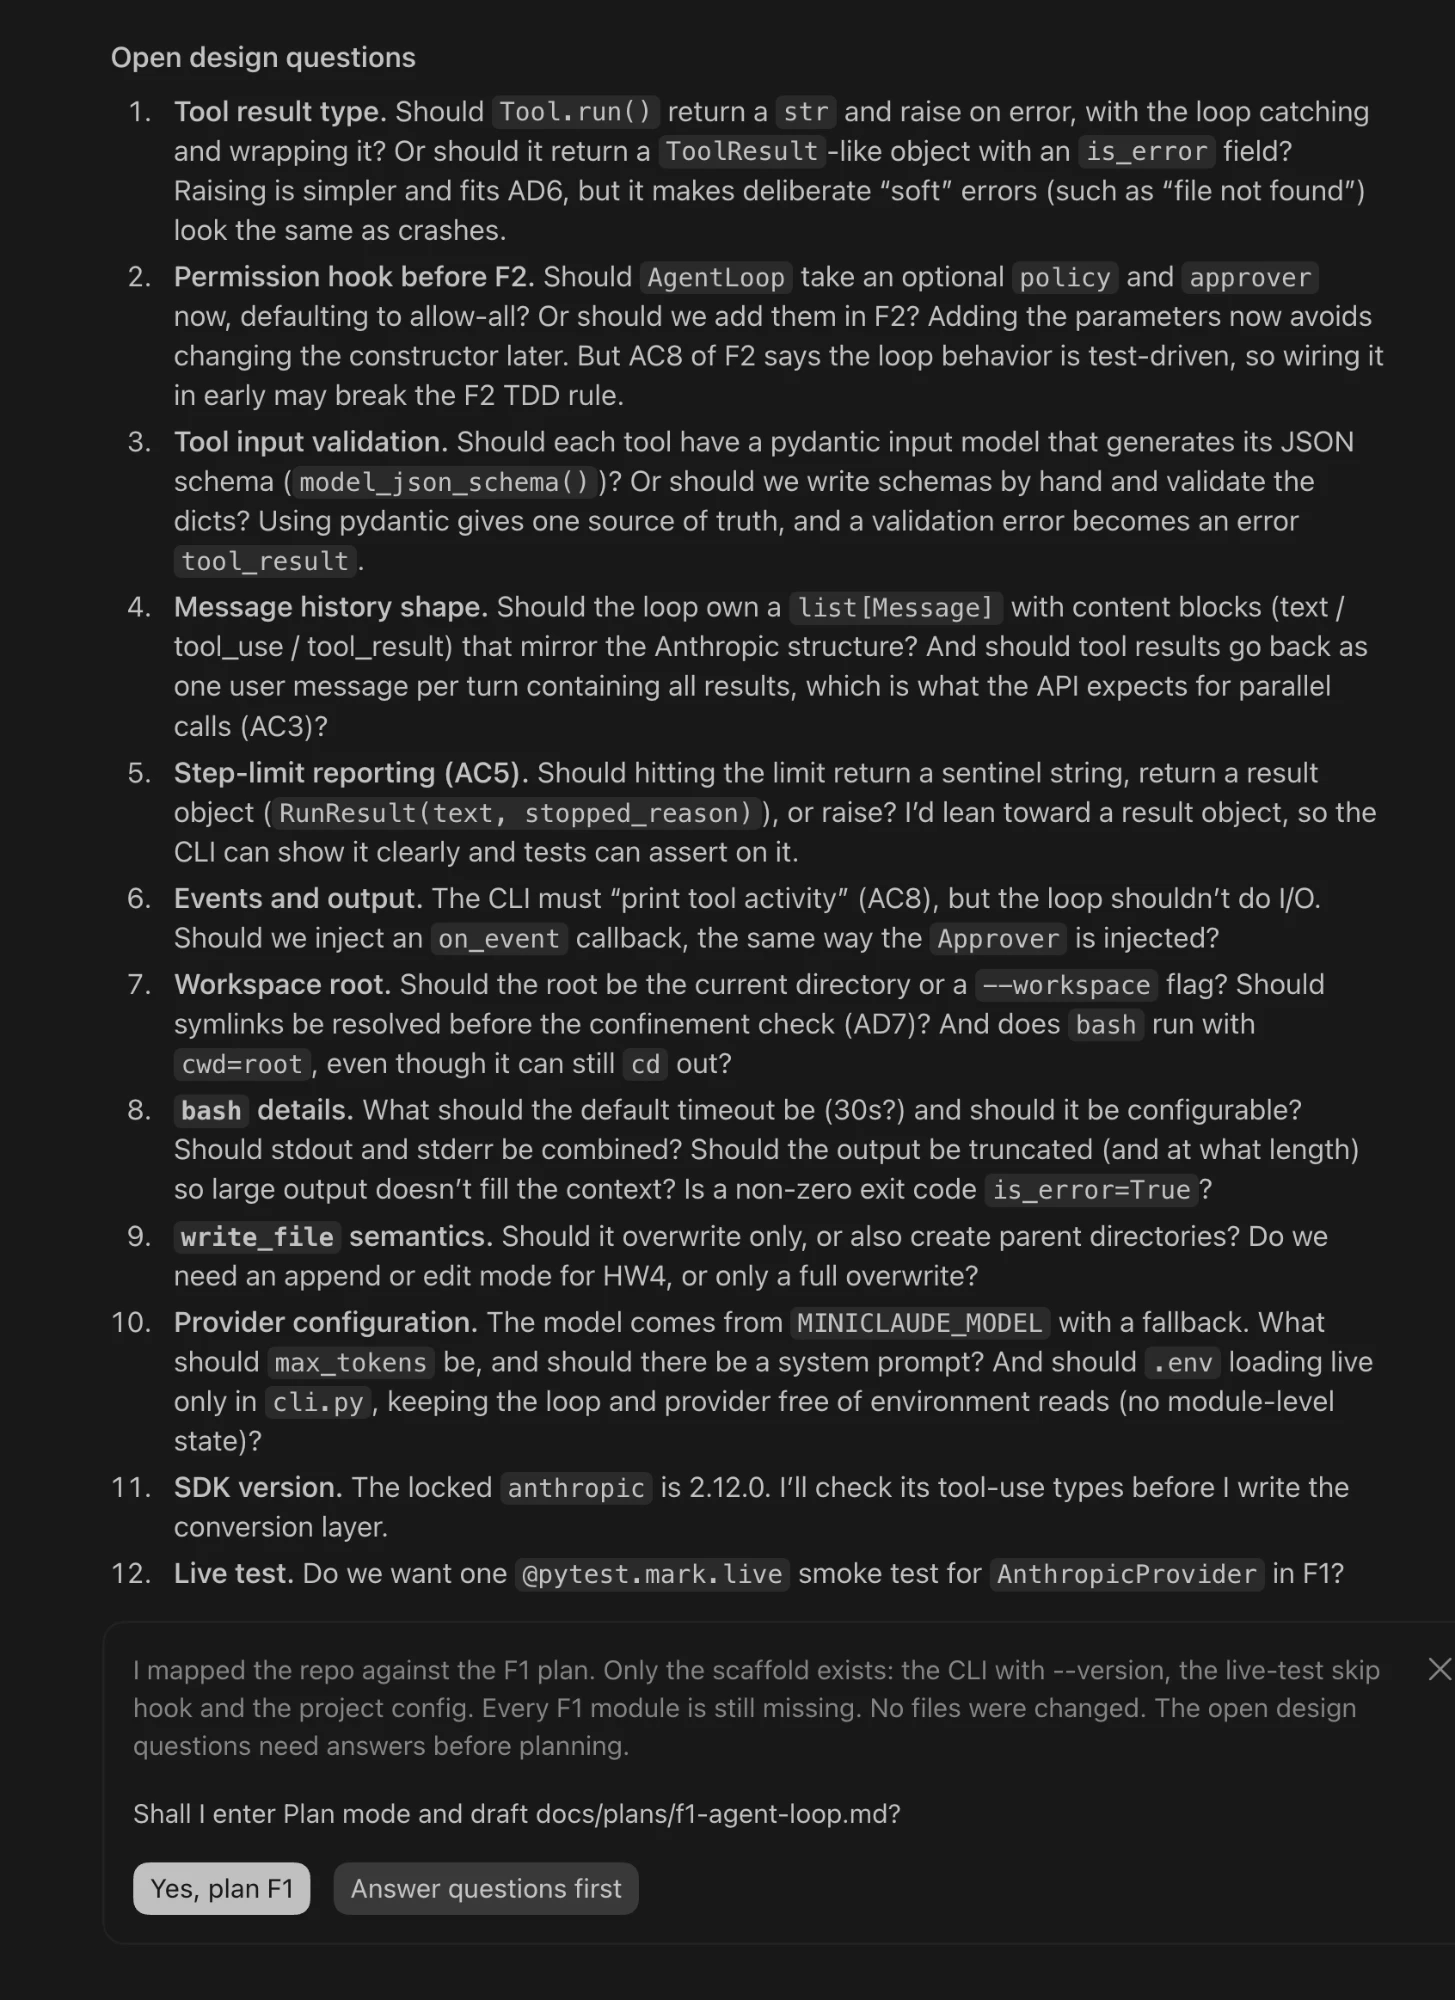 Open design questions
1. Tool result type. Should Tool.run() return a str and raise on error, with the loop catching
and wrapping it? Or should it return a ToolResult-like object with an is_error field?
Raising is simpler and fits AD6, but it makes deliberate “soft” errors (such as “file not found”)
look the same as crashes.
2. Permission hook before F2. Should AgentLoop take an optional policy and approver
now, defaulting to allow-all? Or should we add them in F2? Adding the parameters now avoids
changing the constructor later. But AC8 of F2 says the loop behavior is test-driven, so wiring it
in early may break the F2 TDD rule.
3. Tool input validation. Should each tool have a pydantic input model that generates its JSON
schema (model_json_schema())? Or should we write schemas by hand and validate the
dicts? Using pydantic gives one source of truth, and a validation error becomes an error
tool_result.
4. Message history shape. Should the loop own a list[Message] with content blocks (text /
tool_use / tool_result) that mirror the Anthropic structure? And should tool results go back as
one user message per turn containing all results, which is what the API expects for parallel
calls (AC3)?
5. Step-limit reporting (AC5). Should hitting the limit return a sentinel string, return a result
object (RunResult(text, stopped_reason)), or raise? I’d lean toward a result object, so the
CLI can show it clearly and tests can assert on it.
6. Events and output. The CLI must “print tool activity” (AC8), but the loop shouldn’t do I/O.
Should we inject an on_event callback, the same way the Approver is injected?
7. Workspace root. Should the root be the current directory or a --workspace flag? Should
symlinks be resolved before the confinement check (AD7)? And does bash run with
cwd=root, even though it can still cd out?
8. bash details. What should the default timeout be (30s?) and should it be configurable?
Should stdout and stderr be combined? Should the output be truncated (and at what length)
so large output doesn’t fill the context? Is a non-zero exit code is_error=True?
9. write_file semantics. Should it overwrite only, or also create parent directories? Do we
need an append or edit mode for HW4, or only a full overwrite?
10. Provider configuration. The model comes from MINICLAUDE_MODEL with a fallback. What
should max_tokens be, and should there be a system prompt? And should .env loading live
only in cli.py, keeping the loop and provider free of environment reads (no module-level
state)?
11. SDK version. The locked anthropic is 2.12.0. I’ll check its tool-use types before I write the
conversion layer.
12. Live test. Do we want one @pytest.mark.live smoke test for AnthropicProvider in F1?
I mapped the repo against the F1 plan. Only the scaffold exists: the CLI with --version, the live-test skip
hook and the project config. Every F1 module is still missing. No files were changed. The open design
questions need answers before planning.
Shall I enter Plan mode and draft docs/plans/f1-agent-loop.md?
Yes, plan F1
Answer questions first